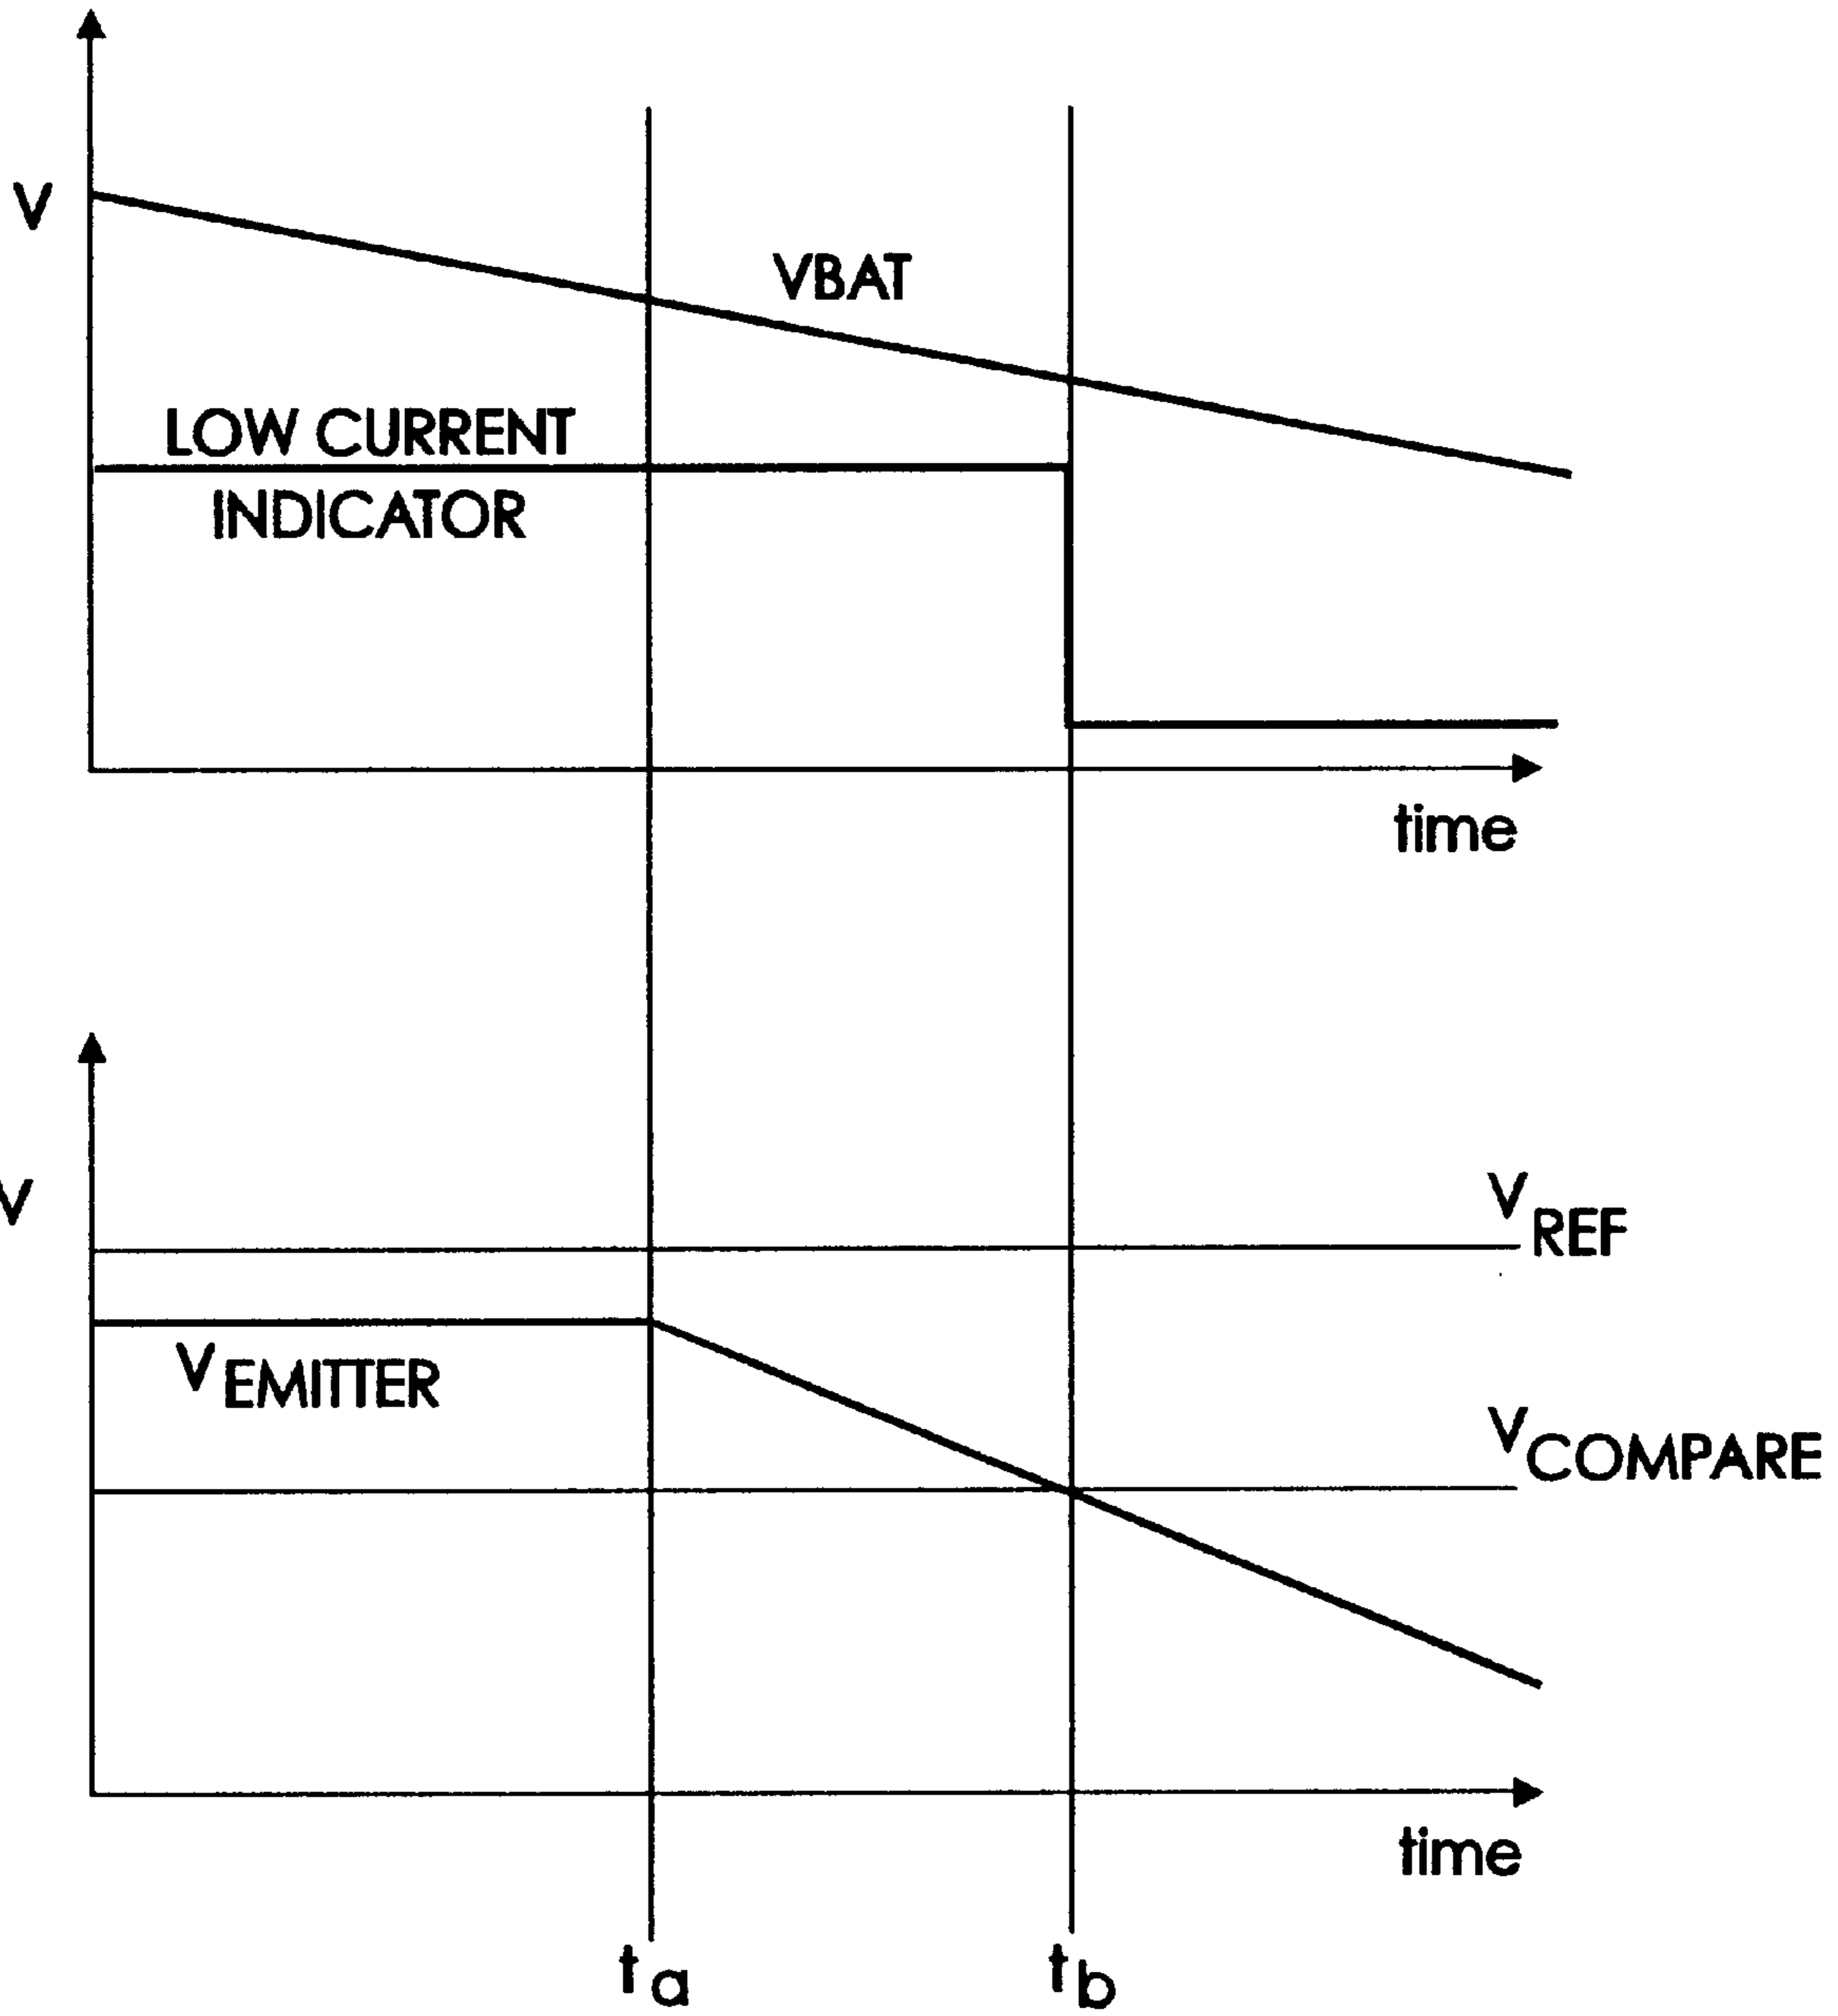 V
VBAT
LOW CURRENT
INDICATOR
time
V
VREF
VEMITTER
VCOMPARE
time
ta
tb